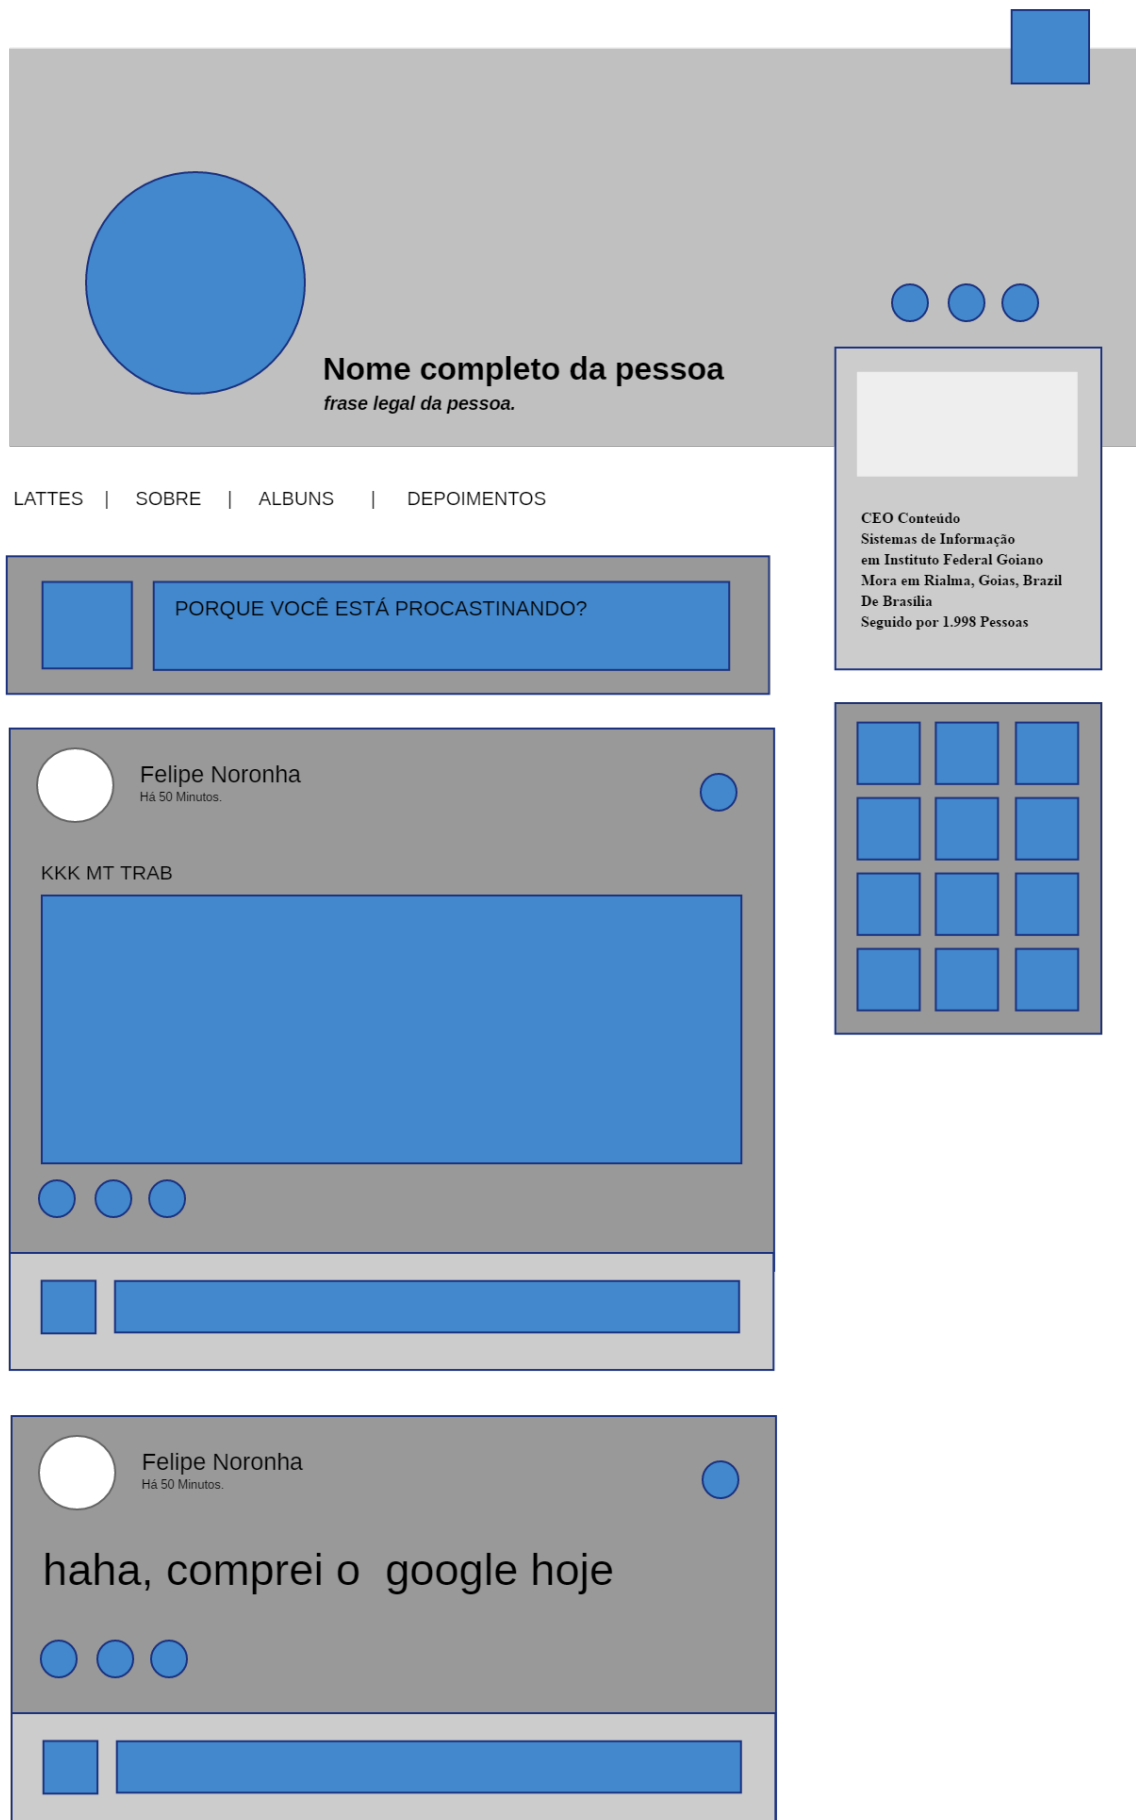 Nome completo da pessoa
frase legal da pessoa.
LATTES | SOBRE | ALBUNS | DEPOIMENTOS
CEO Conteúdo
Sistemas de Informação
em Instituto Federal Goiano
Mora em Rialma, Goias, Brazil
De Brasília
Seguido por 1.998 Pessoas
PORQUE VOCÊ ESTÁ PROCASTINANDO?
Felipe Noronha
Há 50 Minutos.
KKK MT TRAB
Felipe Noronha
Há 50 Minutos.
haha, comprei o  google hoje